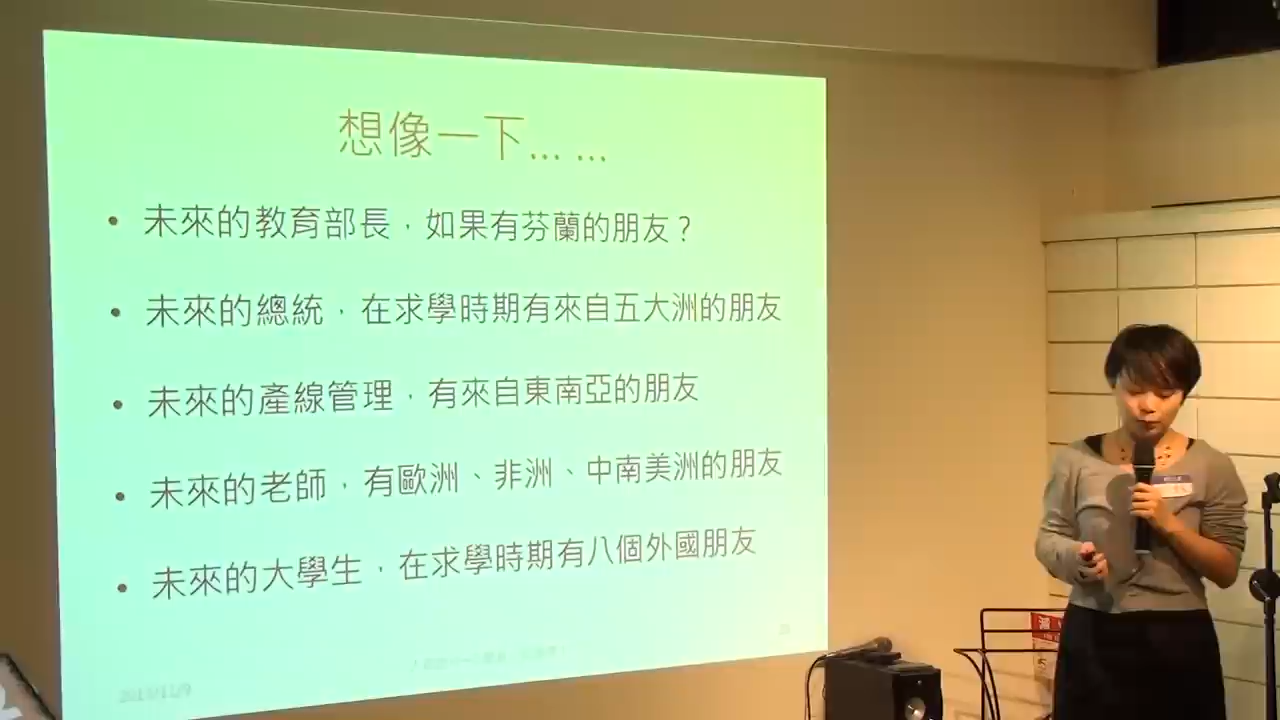 想像一下... ...
• 未來的教育部長，如果有芬蘭的朋友？
• 未來的總統，在求學時期有來自五大洲的朋友
• 未來的產線管理，有來自東南亞的朋友
• 未來的老師，有歐洲、非洲、中南美洲的朋友
• 未來的大學生，在求學時期有八個外國朋友